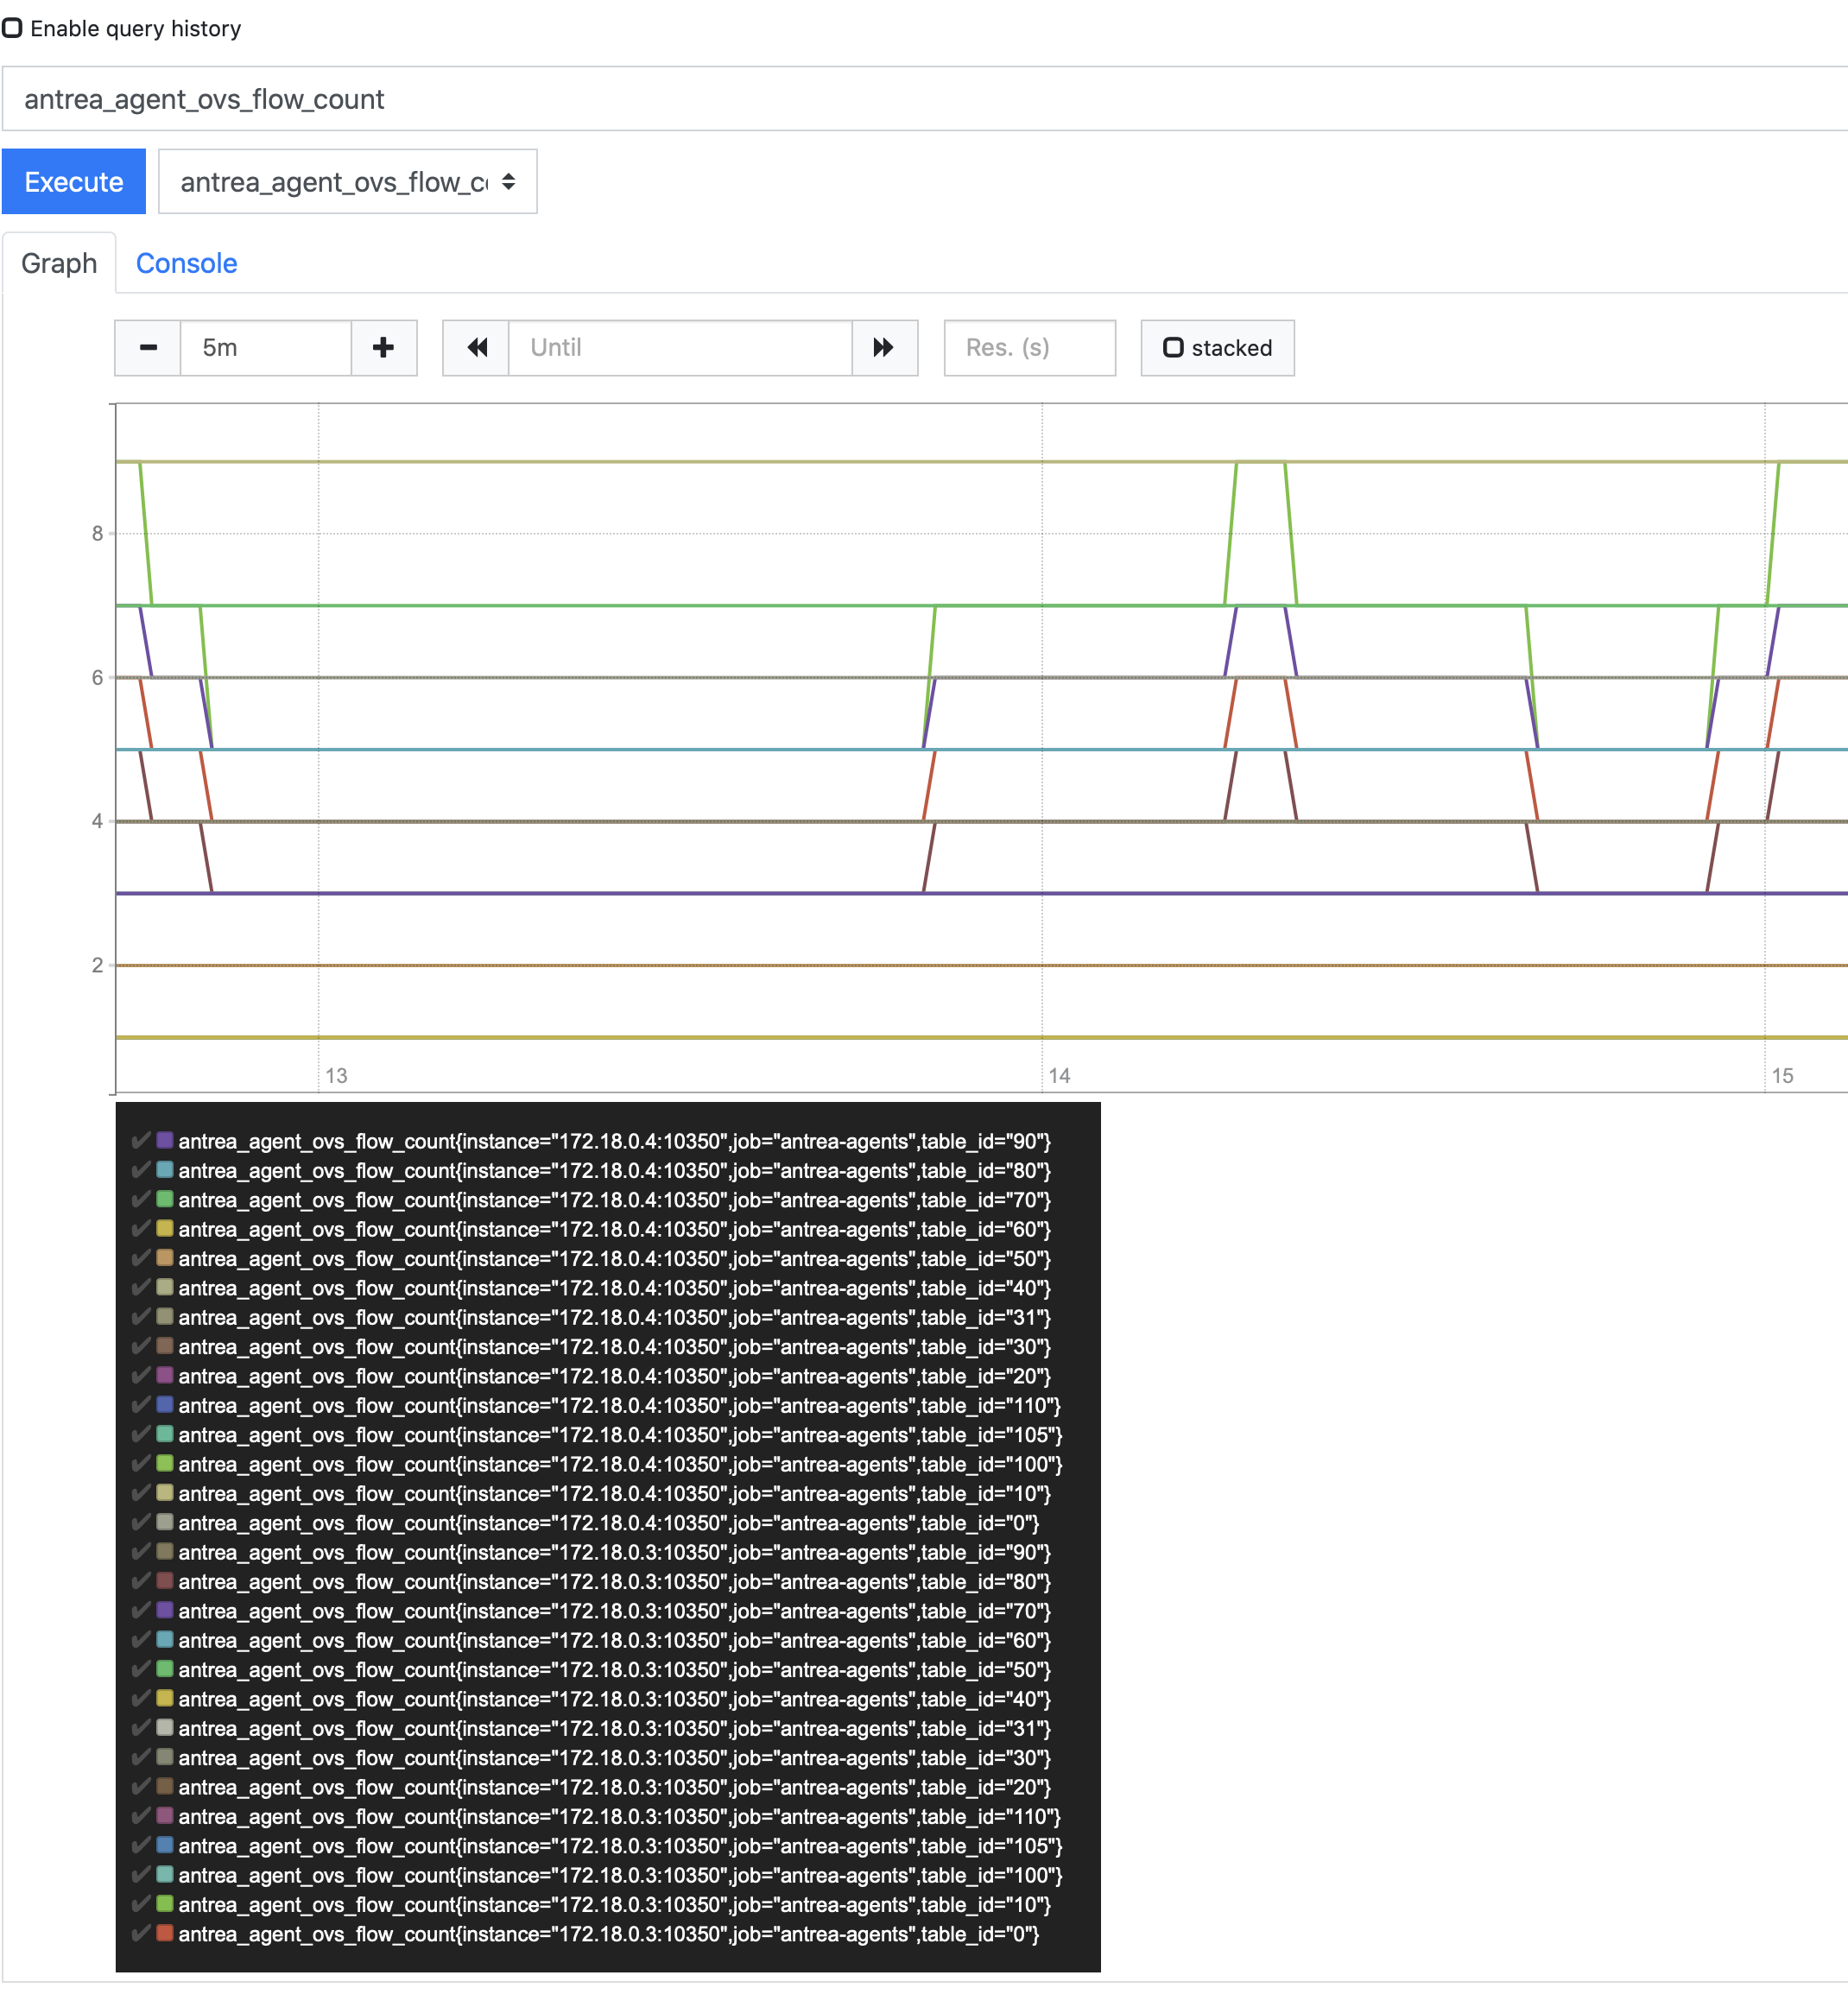 Enable query history
antrea_agent_ovs_flow_count
Execute antrea_agent_ovs_flow_c
Graph Console
5m Until Res. (s) stacked
8
6
4
2
13 14 15
antrea_agent_ovs_flow_count{instance="172.18.0.4:10350",job="antrea-agents",table_id="90"}
antrea_agent_ovs_flow_count{instance="172.18.0.4:10350",job="antrea-agents",table_id="80"}
antrea_agent_ovs_flow_count{instance="172.18.0.4:10350",job="antrea-agents",table_id="70"}
antrea_agent_ovs_flow_count{instance="172.18.0.4:10350",job="antrea-agents",table_id="60"}
antrea_agent_ovs_flow_count{instance="172.18.0.4:10350",job="antrea-agents",table_id="50"}
antrea_agent_ovs_flow_count{instance="172.18.0.4:10350",job="antrea-agents",table_id="40"}
antrea_agent_ovs_flow_count{instance="172.18.0.4:10350",job="antrea-agents",table_id="31"}
antrea_agent_ovs_flow_count{instance="172.18.0.4:10350",job="antrea-agents",table_id="30"}
antrea_agent_ovs_flow_count{instance="172.18.0.4:10350",job="antrea-agents",table_id="20"}
antrea_agent_ovs_flow_count{instance="172.18.0.4:10350",job="antrea-agents",table_id="110"}
antrea_agent_ovs_flow_count{instance="172.18.0.4:10350",job="antrea-agents",table_id="105"}
antrea_agent_ovs_flow_count{instance="172.18.0.4:10350",job="antrea-agents",table_id="100"}
antrea_agent_ovs_flow_count{instance="172.18.0.4:10350",job="antrea-agents",table_id="10"}
antrea_agent_ovs_flow_count{instance="172.18.0.4:10350",job="antrea-agents",table_id="0"}
antrea_agent_ovs_flow_count{instance="172.18.0.3:10350",job="antrea-agents",table_id="90"}
antrea_agent_ovs_flow_count{instance="172.18.0.3:10350",job="antrea-agents",table_id="80"}
antrea_agent_ovs_flow_count{instance="172.18.0.3:10350",job="antrea-agents",table_id="70"}
antrea_agent_ovs_flow_count{instance="172.18.0.3:10350",job="antrea-agents",table_id="60"}
antrea_agent_ovs_flow_count{instance="172.18.0.3:10350",job="antrea-agents",table_id="50"}
antrea_agent_ovs_flow_count{instance="172.18.0.3:10350",job="antrea-agents",table_id="40"}
antrea_agent_ovs_flow_count{instance="172.18.0.3:10350",job="antrea-agents",table_id="31"}
antrea_agent_ovs_flow_count{instance="172.18.0.3:10350",job="antrea-agents",table_id="30"}
antrea_agent_ovs_flow_count{instance="172.18.0.3:10350",job="antrea-agents",table_id="20"}
antrea_agent_ovs_flow_count{instance="172.18.0.3:10350",job="antrea-agents",table_id="110"}
antrea_agent_ovs_flow_count{instance="172.18.0.3:10350",job="antrea-agents",table_id="105"}
antrea_agent_ovs_flow_count{instance="172.18.0.3:10350",job="antrea-agents",table_id="100"}
antrea_agent_ovs_flow_count{instance="172.18.0.3:10350",job="antrea-agents",table_id="10"}
antrea_agent_ovs_flow_count{instance="172.18.0.3:10350",job="antrea-agents",table_id="0"}